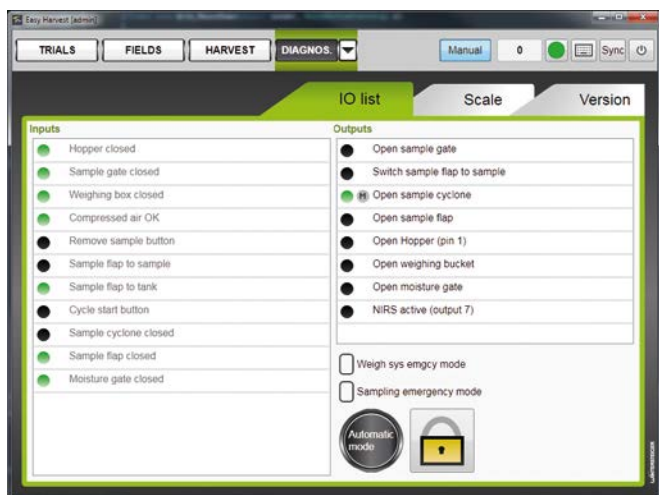 Easy Harvest [admin]
TRIALS FIELDS HARVEST DIAGNOS. Manual 0 Sync
IO list Scale Version
Inputs
Hopper closed
Sample gate closed
Weighing box closed
Compressed air OK
Remove sample button
Sample flap to sample
Sample flap to tank
Cycle start button
Sample cyclone closed
Sample flap closed
Moisture gate closed
Outputs
Open sample gate
Switch sample flap to sample
M Open sample cyclone
Open sample flap
Open Hopper (pin 1)
Open weighing bucket
Open moisture gate
NIRS active (output 7)
Weigh sys emgcy mode
Sampling emergency mode
Automatic
mode